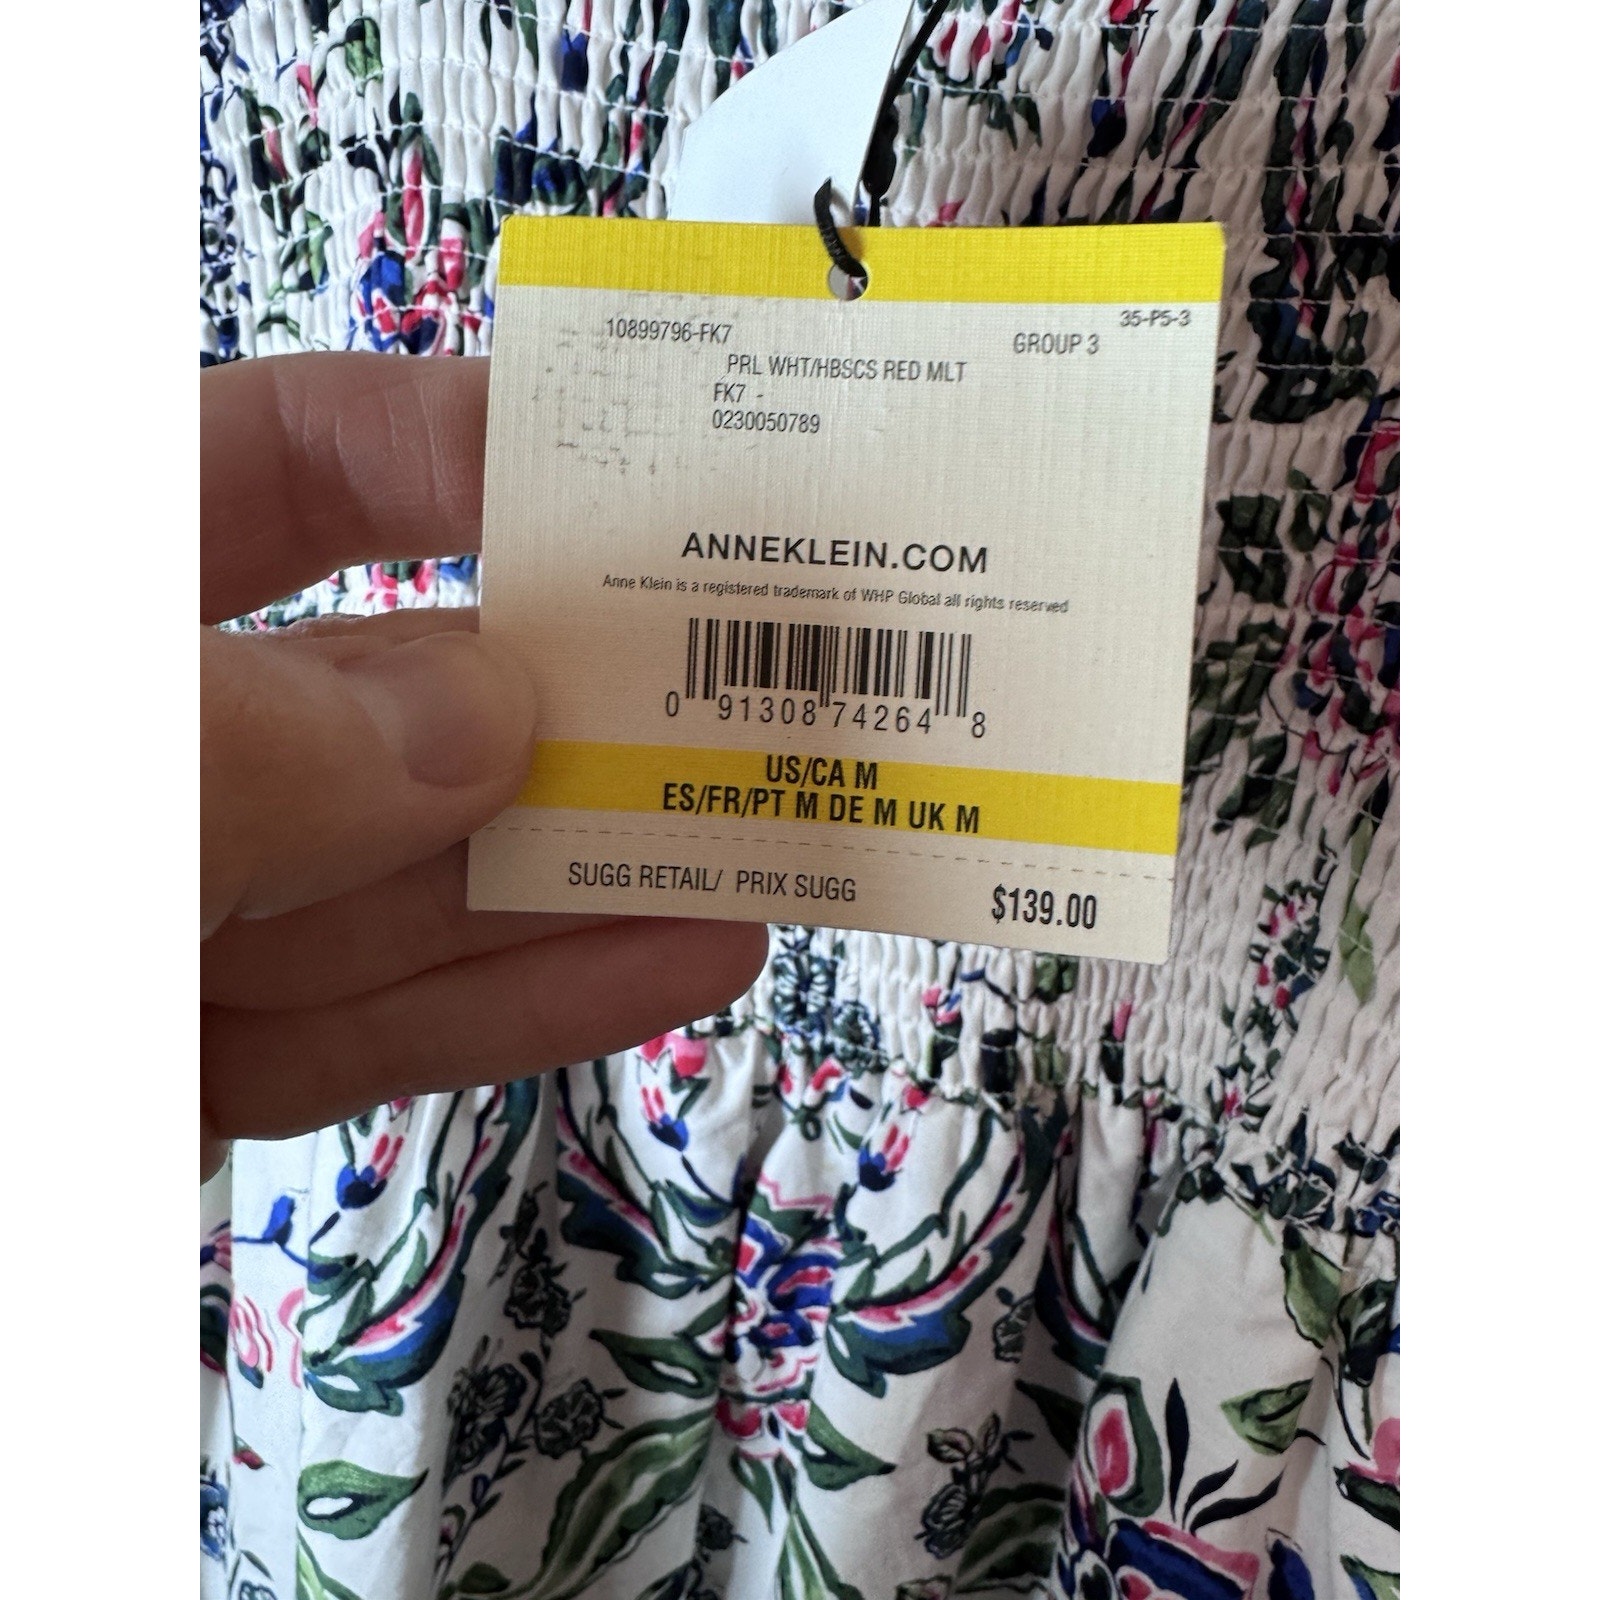 35-P5-3
10899796-FK7 GROUP 3
PRL WHT/HBSCS RED MLT
FK7 -
0230050789
ANNEKLEIN.COM
Anne Klein is a registered trademark of WHP Global all rights reserved
0 91308 74264 8
US/CA M
ES/FR/PT M DE M UK M
SUGG RETAIL/ PRIX SUGG $139.00